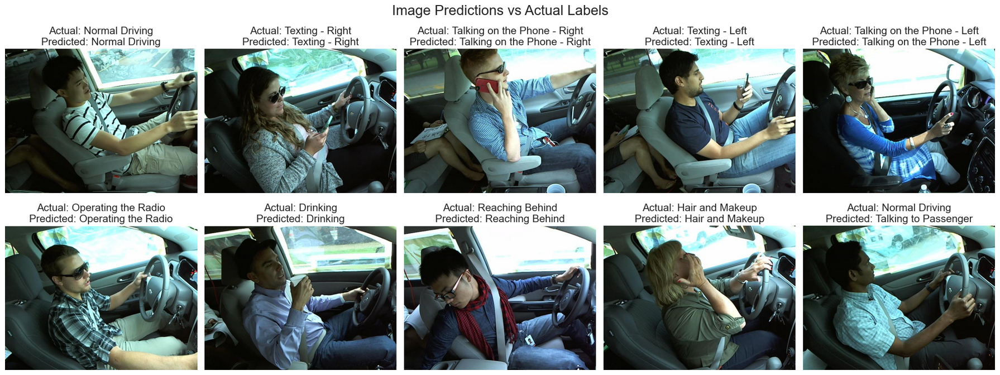 Image Predictions vs Actual Labels
Actual: Normal Driving
Predicted: Normal Driving
Actual: Texting - Right
Predicted: Texting - Right
Actual: Talking on the Phone - Right
Predicted: Talking on the Phone - Right
Actual: Texting - Left
Predicted: Texting - Left
Actual: Talking on the Phone - Left
Predicted: Talking on the Phone - Left
Actual: Operating the Radio
Predicted: Operating the Radio
Actual: Drinking
Predicted: Drinking
Actual: Reaching Behind
Predicted: Reaching Behind
Actual: Hair and Makeup
Predicted: Hair and Makeup
Actual: Normal Driving
Predicted: Talking to Passenger